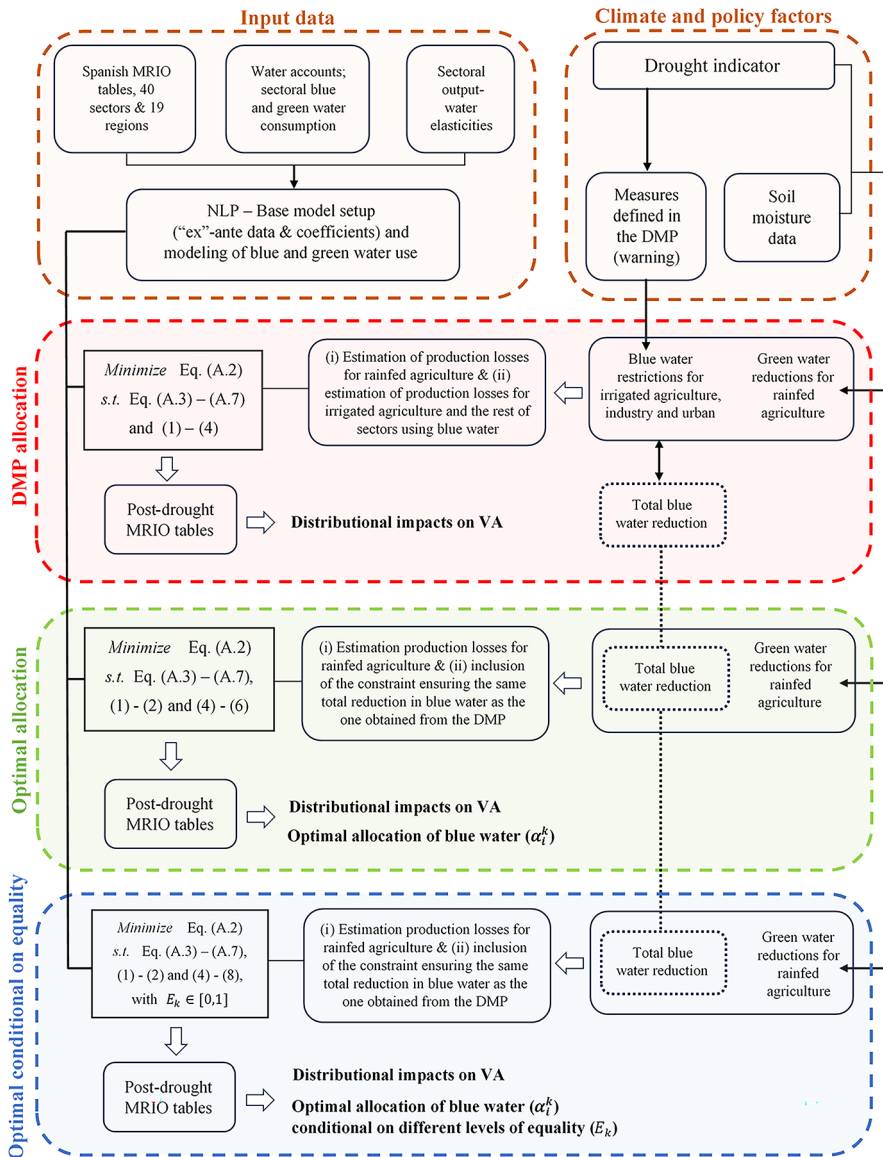 Input data
Spanish MRIO
tables, 40
sectors & 19
regions
Water accounts;
sectoral blue
and green water
consumption
Sectoral
output-
water
elasticities
NLP – Base model setup
(“ex”-ante data & coefficients) and
modeling of blue and green water use
Climate and policy factors
Drought indicator
Measures
defined in
the DMP
(warning)
Soil
moisture
data
DMP allocation
Minimize Eq. (A.2)
s.t. Eq. (A.3) – (A.7)
and (1) – (4)
(i) Estimation of production losses
for rainfed agriculture & (ii)
estimation of production losses for
irrigated agriculture and the rest of
sectors using blue water
Blue water
restrictions for
irrigated agriculture,
industry and urban
Green water
reductions for
rainfed
agriculture
Post-drought
MRIO tables
Distributional impacts on VA
Total blue
water reduction
Optimal allocation
Minimize Eq. (A.2)
s.t. Eq. (A.3) – (A.7),
(1) - (2) and (4) - (6)
(i) Estimation production losses for
rainfed agriculture & (ii) inclusion
of the constraint ensuring the same
total reduction in blue water as the
one obtained from the DMP
Total blue
water reduction
Green water
reductions for
rainfed
agriculture
Post-drought
MRIO tables
Distributional impacts on VA
Optimal allocation of blue water (αᵢᵏ)
Optimal conditional on equality
Minimize Eq. (A.2)
s.t. Eq. (A.3) – (A.7),
(1) - (2) and (4) - (8),
with Eₖ ∈ [0,1]
(i) Estimation production losses for
rainfed agriculture & (ii) inclusion
of the constraint ensuring the same
total reduction in blue water as the
one obtained from the DMP
Total blue
water reduction
Green water
reductions for
rainfed
agriculture
Post-drought
MRIO tables
Distributional impacts on VA
Optimal allocation of blue water (αᵢᵏ)
conditional on different levels of equality (Eₖ)